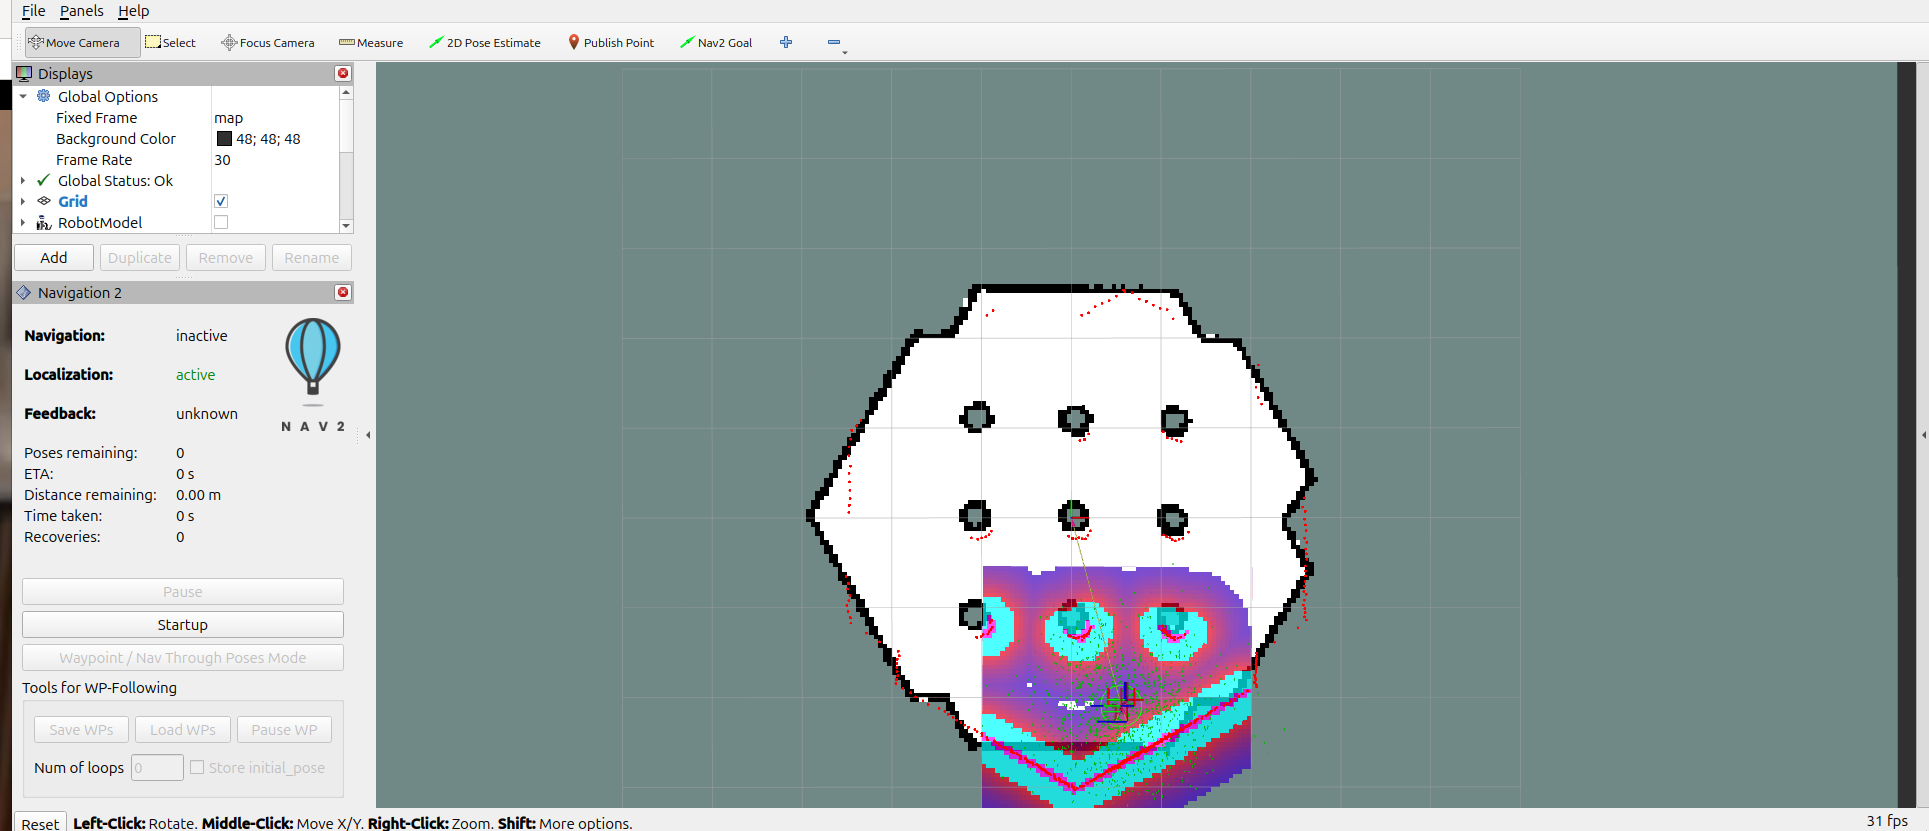 File Panels Help
Move Camera Select Focus Camera Measure 2D Pose Estimate Publish Point Nav2 Goal
Displays
Global Options
Fixed Frame map
Background Color 48; 48; 48
Frame Rate 30
Global Status: Ok
Grid
RobotModel
Add Duplicate Remove Rename
Navigation 2
Navigation: inactive
Localization: active
Feedback: unknown
NAV2
Poses remaining: 0
ETA: 0 s
Distance remaining: 0.00 m
Time taken: 0 s
Recoveries: 0
Pause
Startup
Waypoint / Nav Through Poses Mode
Tools for WP-Following
Save WPs Load WPs Pause WP
Num of loops 0 Store initial_pose
Reset Left-Click: Rotate. Middle-Click: Move X/Y. Right-Click: Zoom. Shift: More options. 31 fps